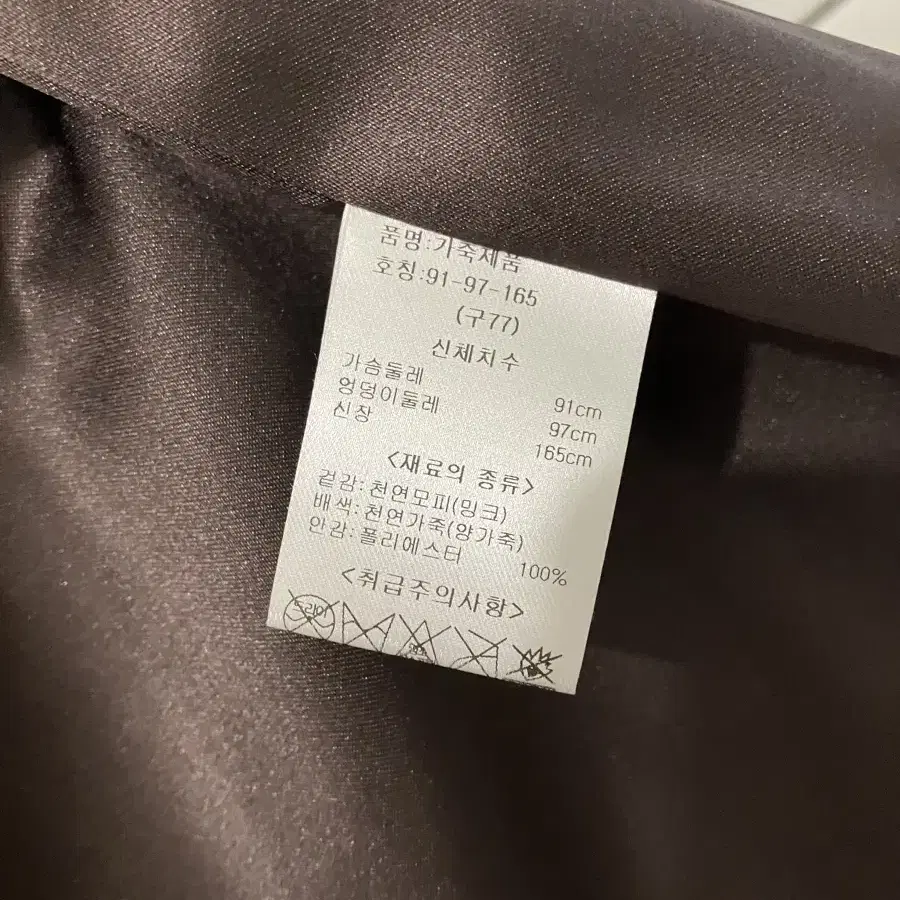 품명:가죽제품
호칭:91-97-165
(구77)
신체치수
가슴둘레 91cm
엉덩이둘레 97cm
신장 165cm
<재료의 종류>
겉감:천연모피(밍크)
배색:천연가죽(양가죽)
안감:폴리에스터 100%
<취급주의사항>
드라이